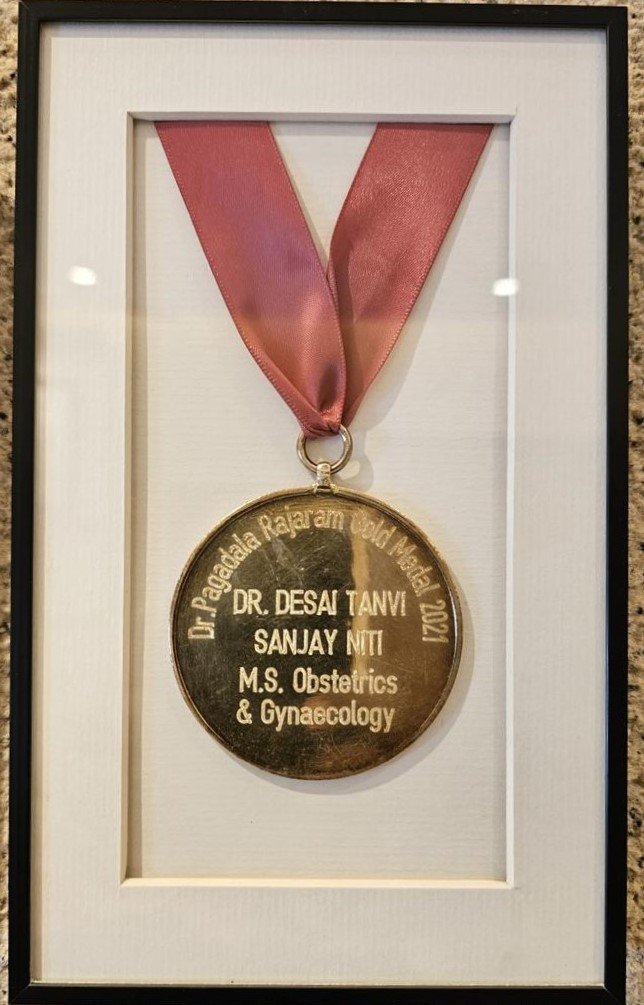 Dr.Pagadala Rajaram Gold Medal 2021
DR. DESAI TANVI
SANJAY NITI
M.S. Obstetrics
& Gynaecology